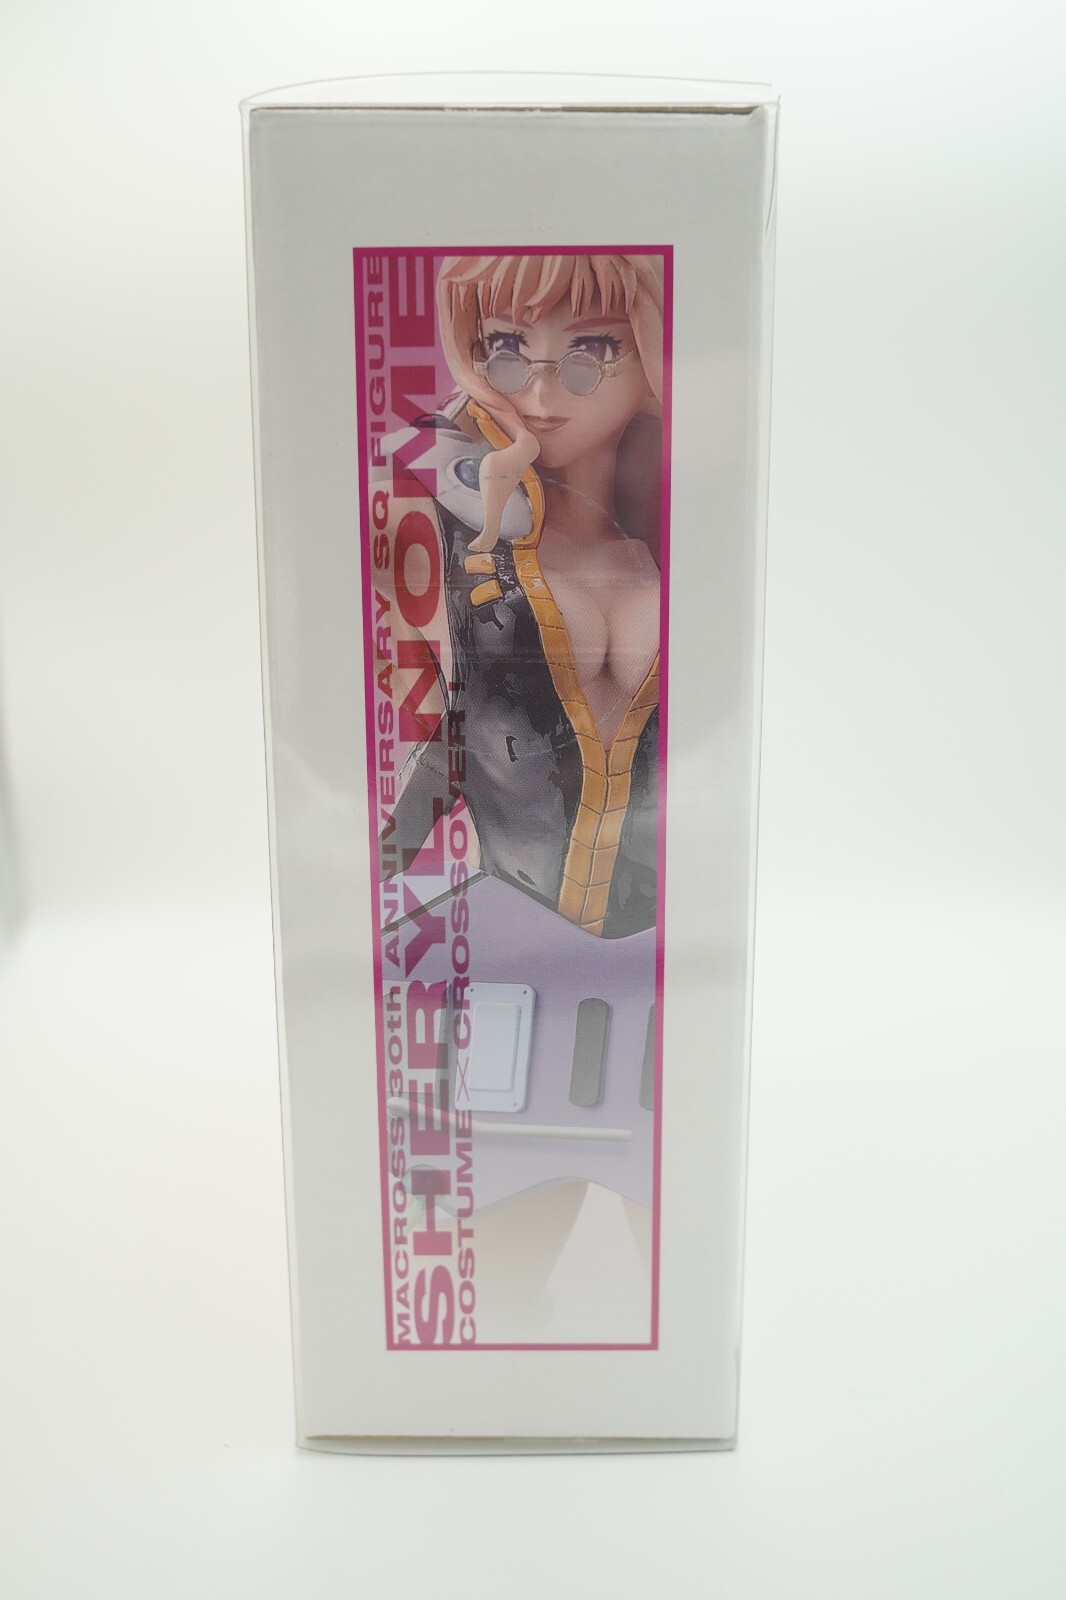 MACROSS 30th ANNIVERSARY SQ FIGURE
SHERYL NOME
COSTUME×CROSSOVER!